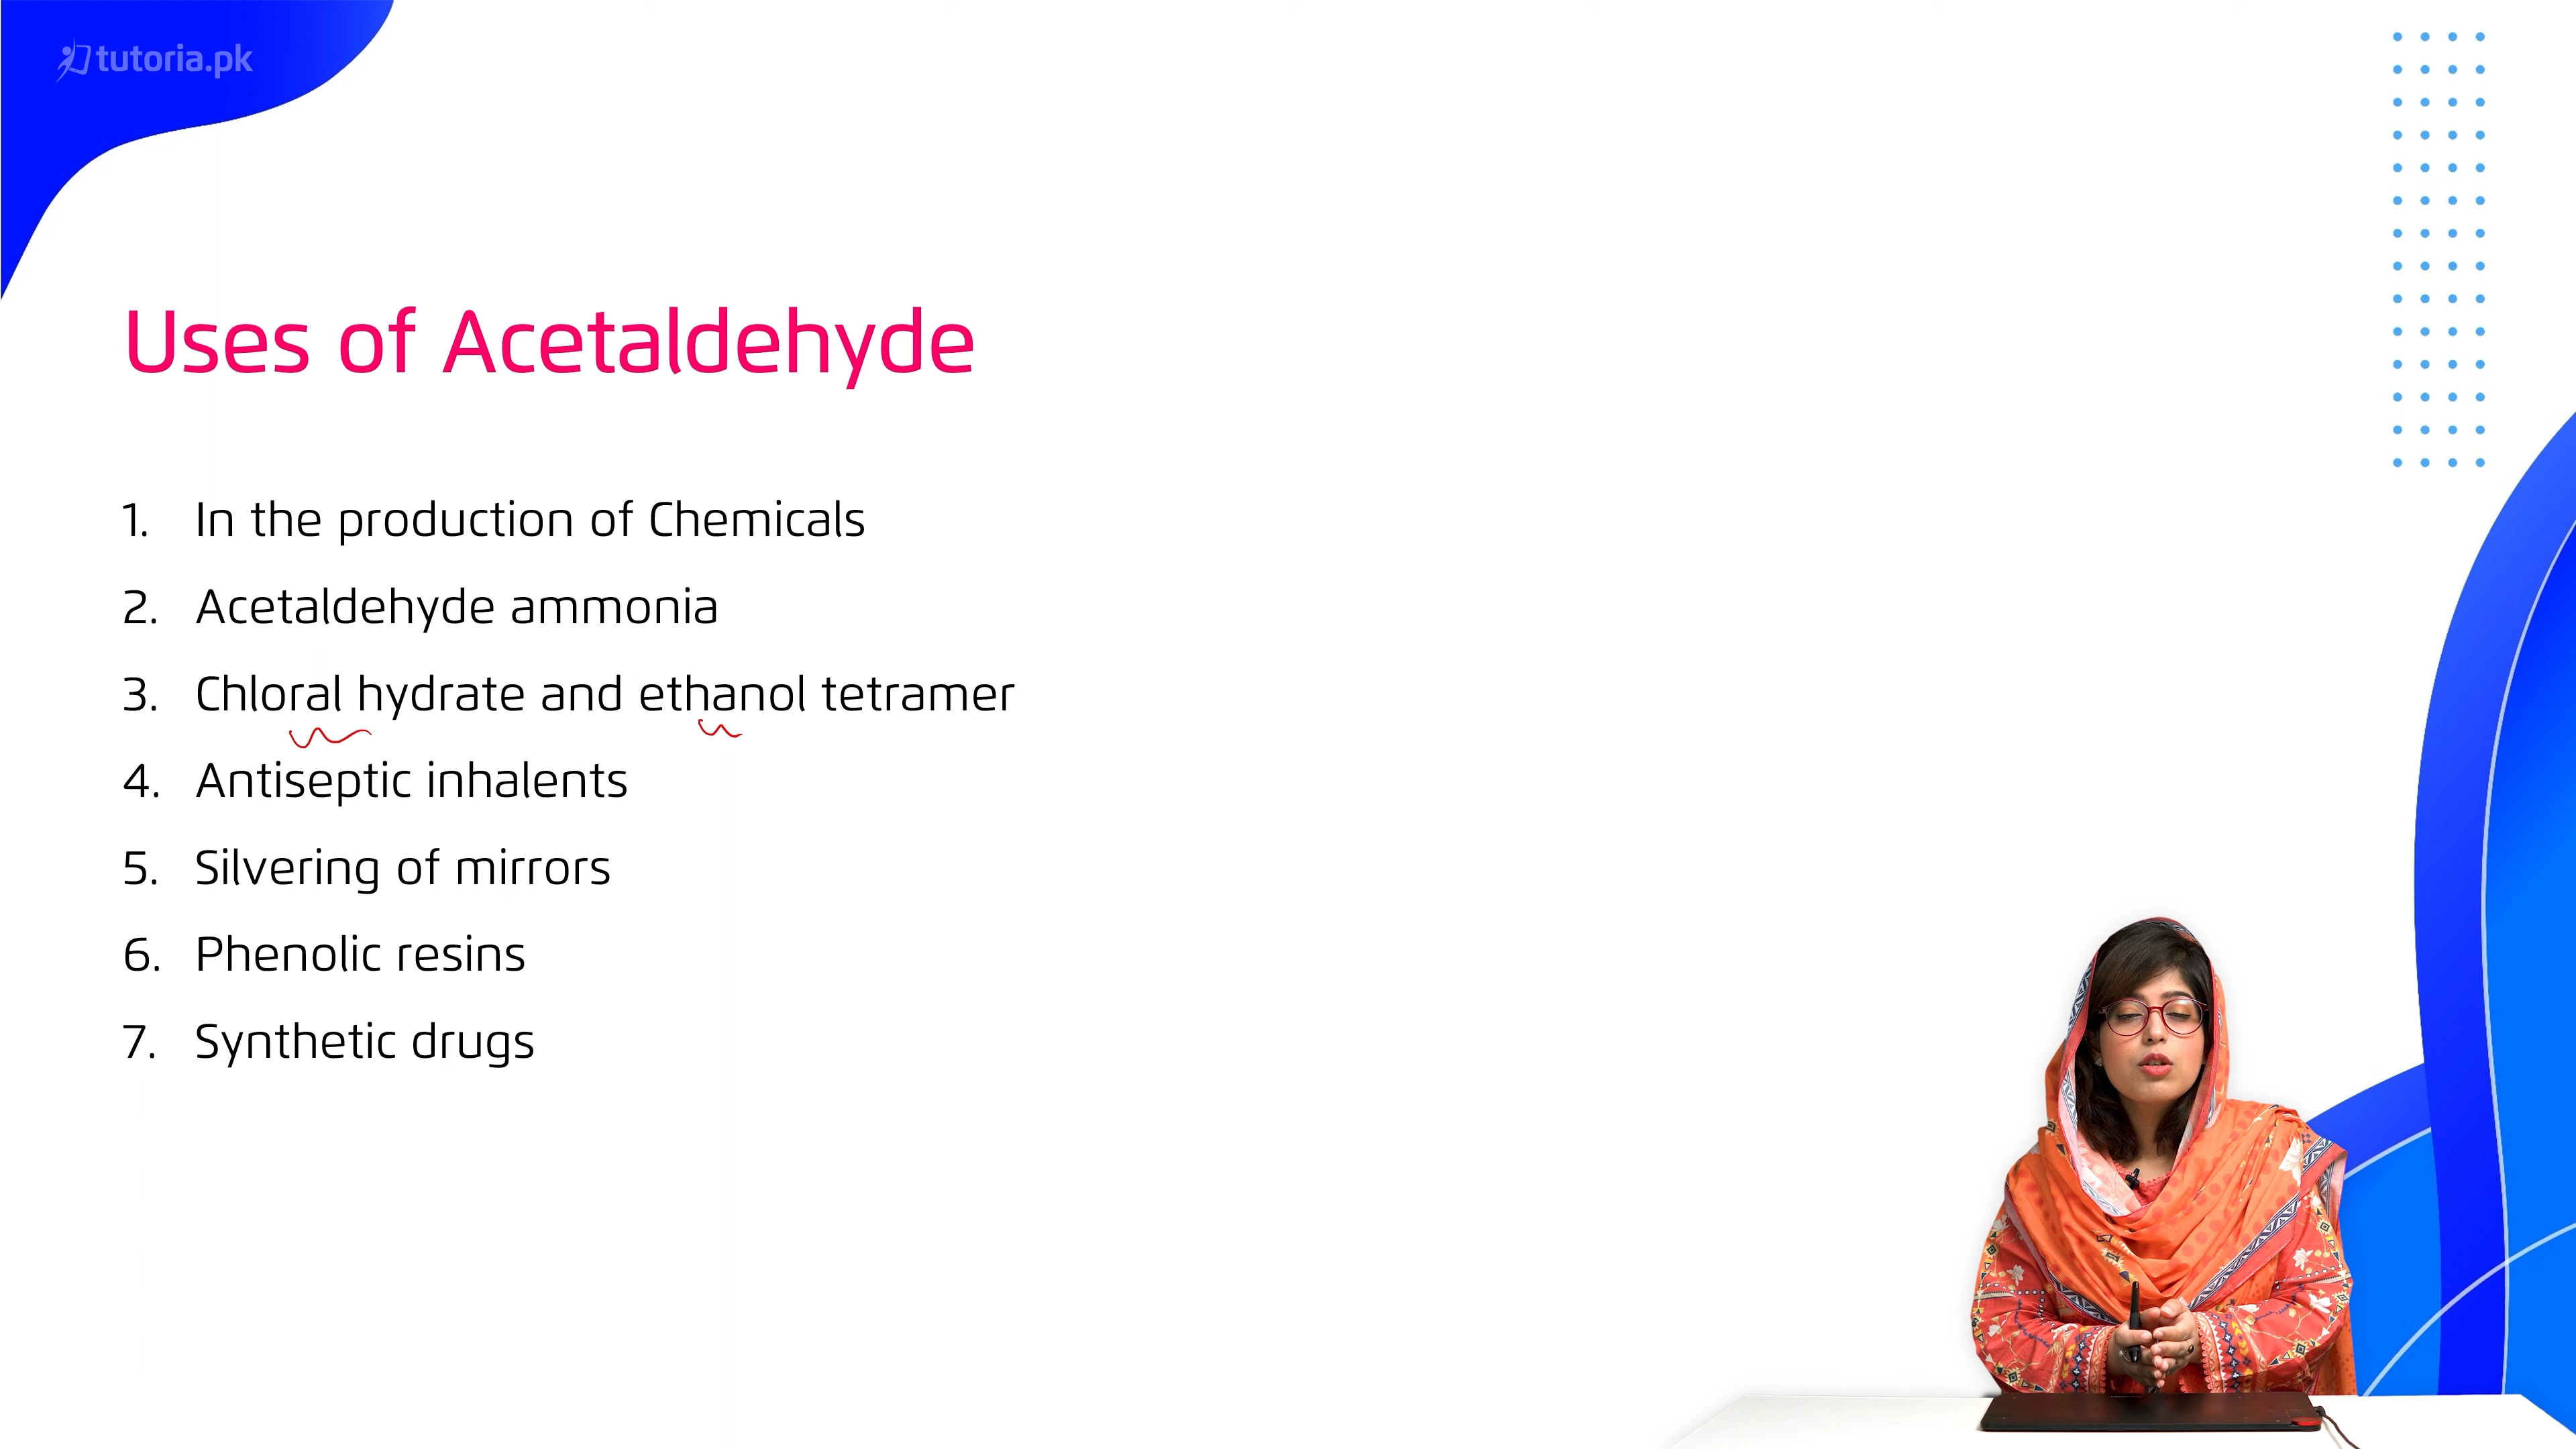 tutoria.pk
Uses of Acetaldehyde
1. In the production of Chemicals
2. Acetaldehyde ammonia
3. Chloral hydrate and ethanol tetramer
4. Antiseptic inhalents
5. Silvering of mirrors
6. Phenolic resins
7. Synthetic drugs